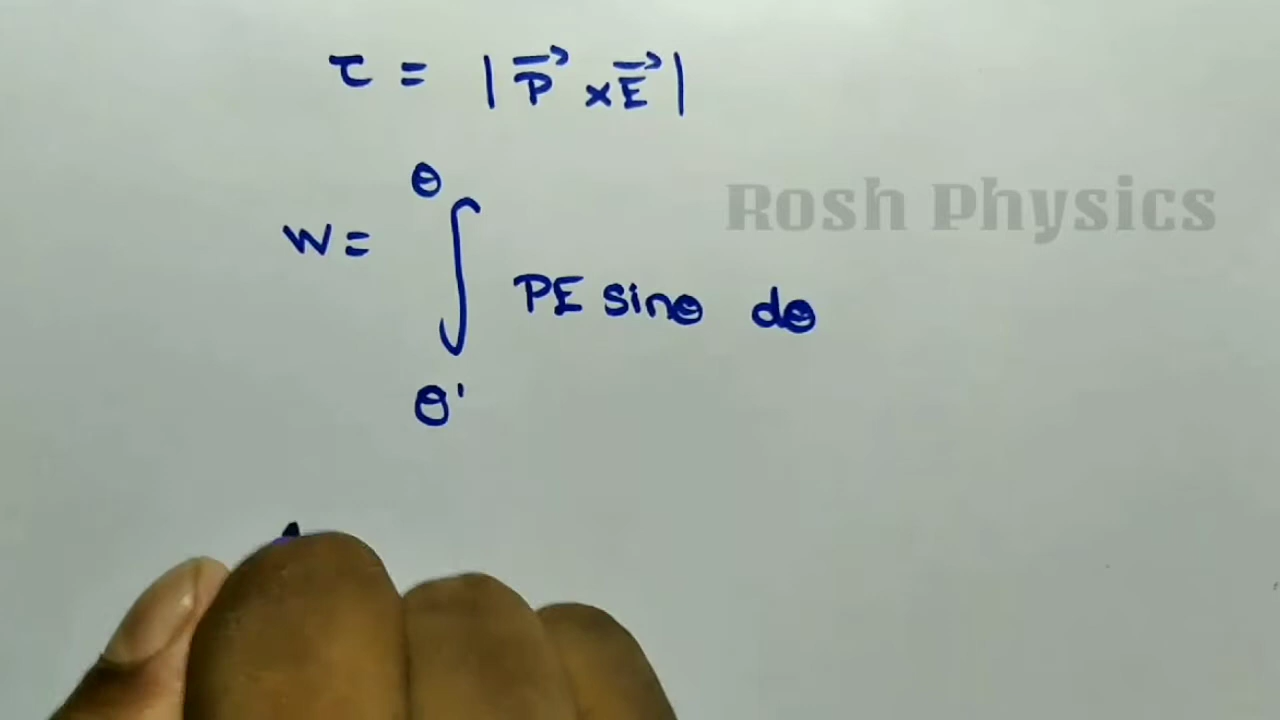 τ = |P⃗ × E⃗|
Rosh Physics
θ
W = ∫ PE sinθ dθ
θ'